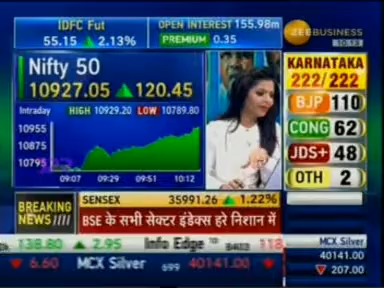 IDFC Fut
55.15 ▲ 2.13%
OPEN INTEREST 155.98m
PREMIUM 0.35
ZEE BUSINESS
10:13
Nifty 50
10927.05 ▲ 120.45
Intraday HIGH 10929.20 LOW 10789.80
10955
10875
10795
09:07 09:29 09:51 10:12
KARNATAKA
222/222
BJP 110
CONG 62
JDS+ 48
OTH 2
BREAKING NEWS
SENSEX 35991.26 ▲ 1.22%
BSE के सभी सेक्टर इंडेक्स हरे निशान में
138.80 ▲ 2.95 Info Edge 118
▼ 6.60 MCX Silver 699 40141.00
MCX Silver
40141.00
▼ 207.00